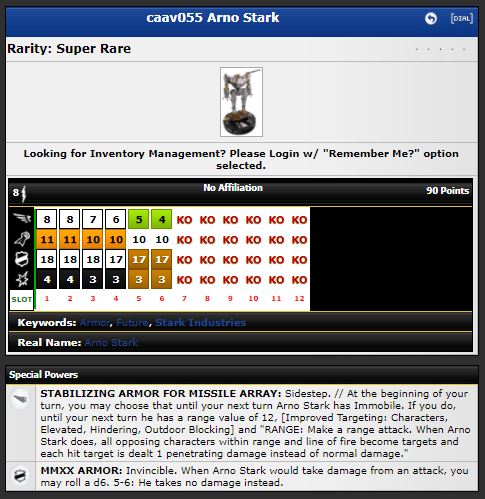 caav055 Arno Stark
[DIAL]
Rarity: Super Rare
Looking for Inventory Management? Please Login w/ "Remember Me?" option
selected.
8 No Affiliation 90 Points
8 8 7 6 5 4 KO KO KO KO KO KO
11 11 10 10 10 10 KO KO KO KO KO KO
18 18 17 17 17 17 KO KO KO KO KO KO
4 4 3 3 3 3 KO KO KO KO KO KO
SLOT 1 2 3 4 5 6 7 8 9 10 11 12
Keywords: Armor, Future, Stark Industries
Real Name: Arno Stark
Special Powers
STABILIZING ARMOR FOR MISSILE ARRAY: Sidestep. // At the beginning of your
turn, you may choose that until your next turn Arno Stark has Immobile. If you do,
until your next turn he has a range value of 12, [Improved Targeting: Characters,
Elevated, Hindering, Outdoor Blocking] and "RANGE: Make a range attack. When Arno
Stark does, all opposing characters within range and line of fire become targets and
each hit target is dealt 1 penetrating damage instead of normal damage."
MMXX ARMOR: Invincible. When Arno Stark would take damage from an attack, you
may roll a d6. 5-6: He takes no damage instead.